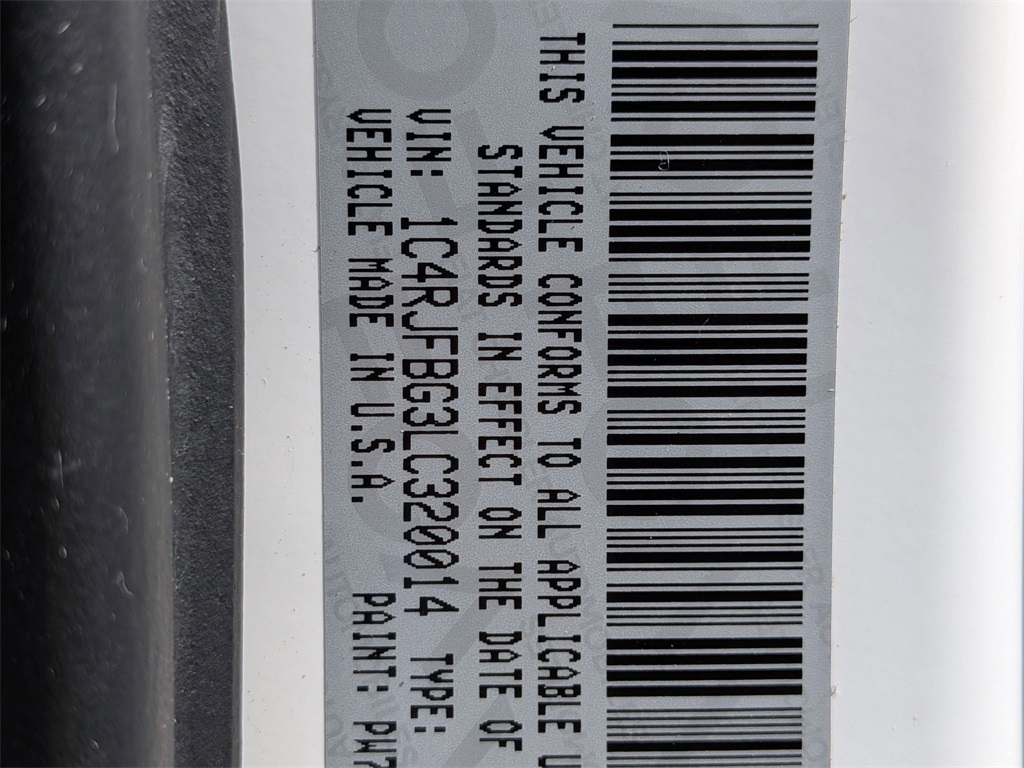 THIS VEHICLE CONFORMS TO ALL APPLICABLE U
STANDARDS IN EFFECT ON THE DATE OF
VIN: 1C4RJFBG3LC320014 TYPE:
VEHICLE MADE IN U.S.A. PAINT: PW7